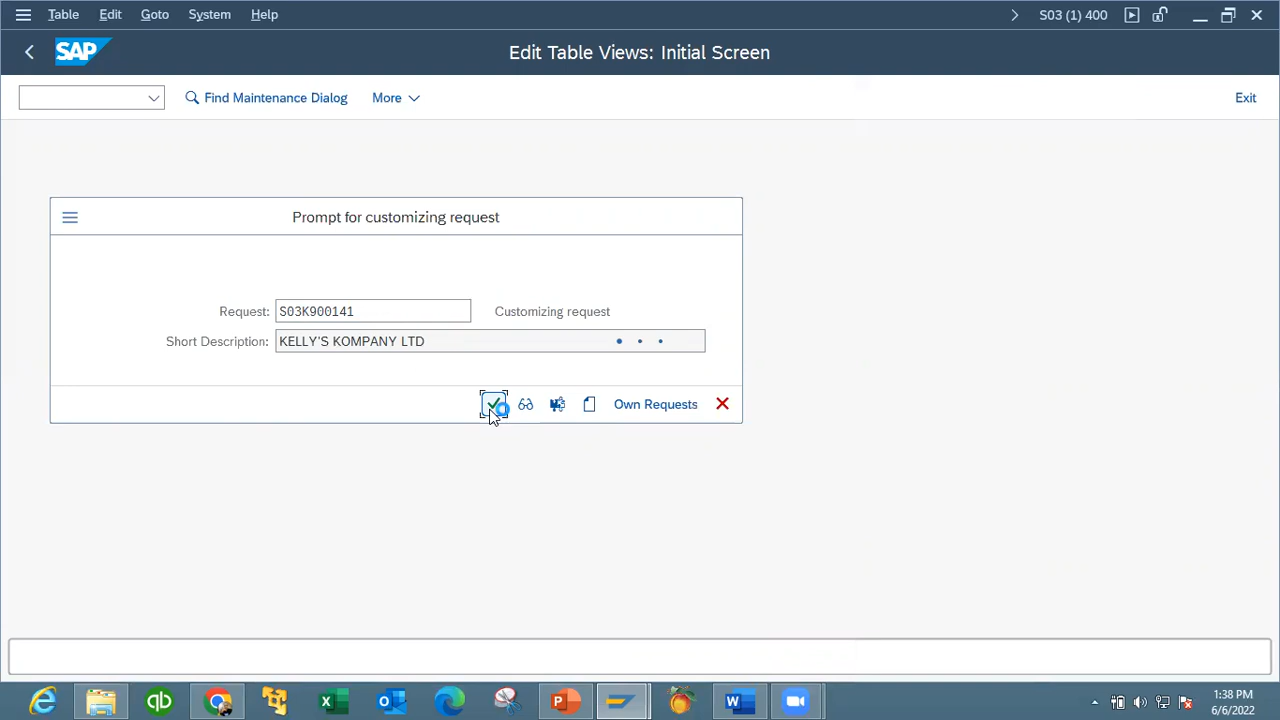 Table Edit Goto System Help S03 (1) 400
SAP Edit Table Views: Initial Screen
Find Maintenance Dialog More Exit
Prompt for customizing request
Request: S03K900141 Customizing request
Short Description: KELLY'S KOMPANY LTD
Own Requests
qb X O P W
1:38 PM
6/6/2022